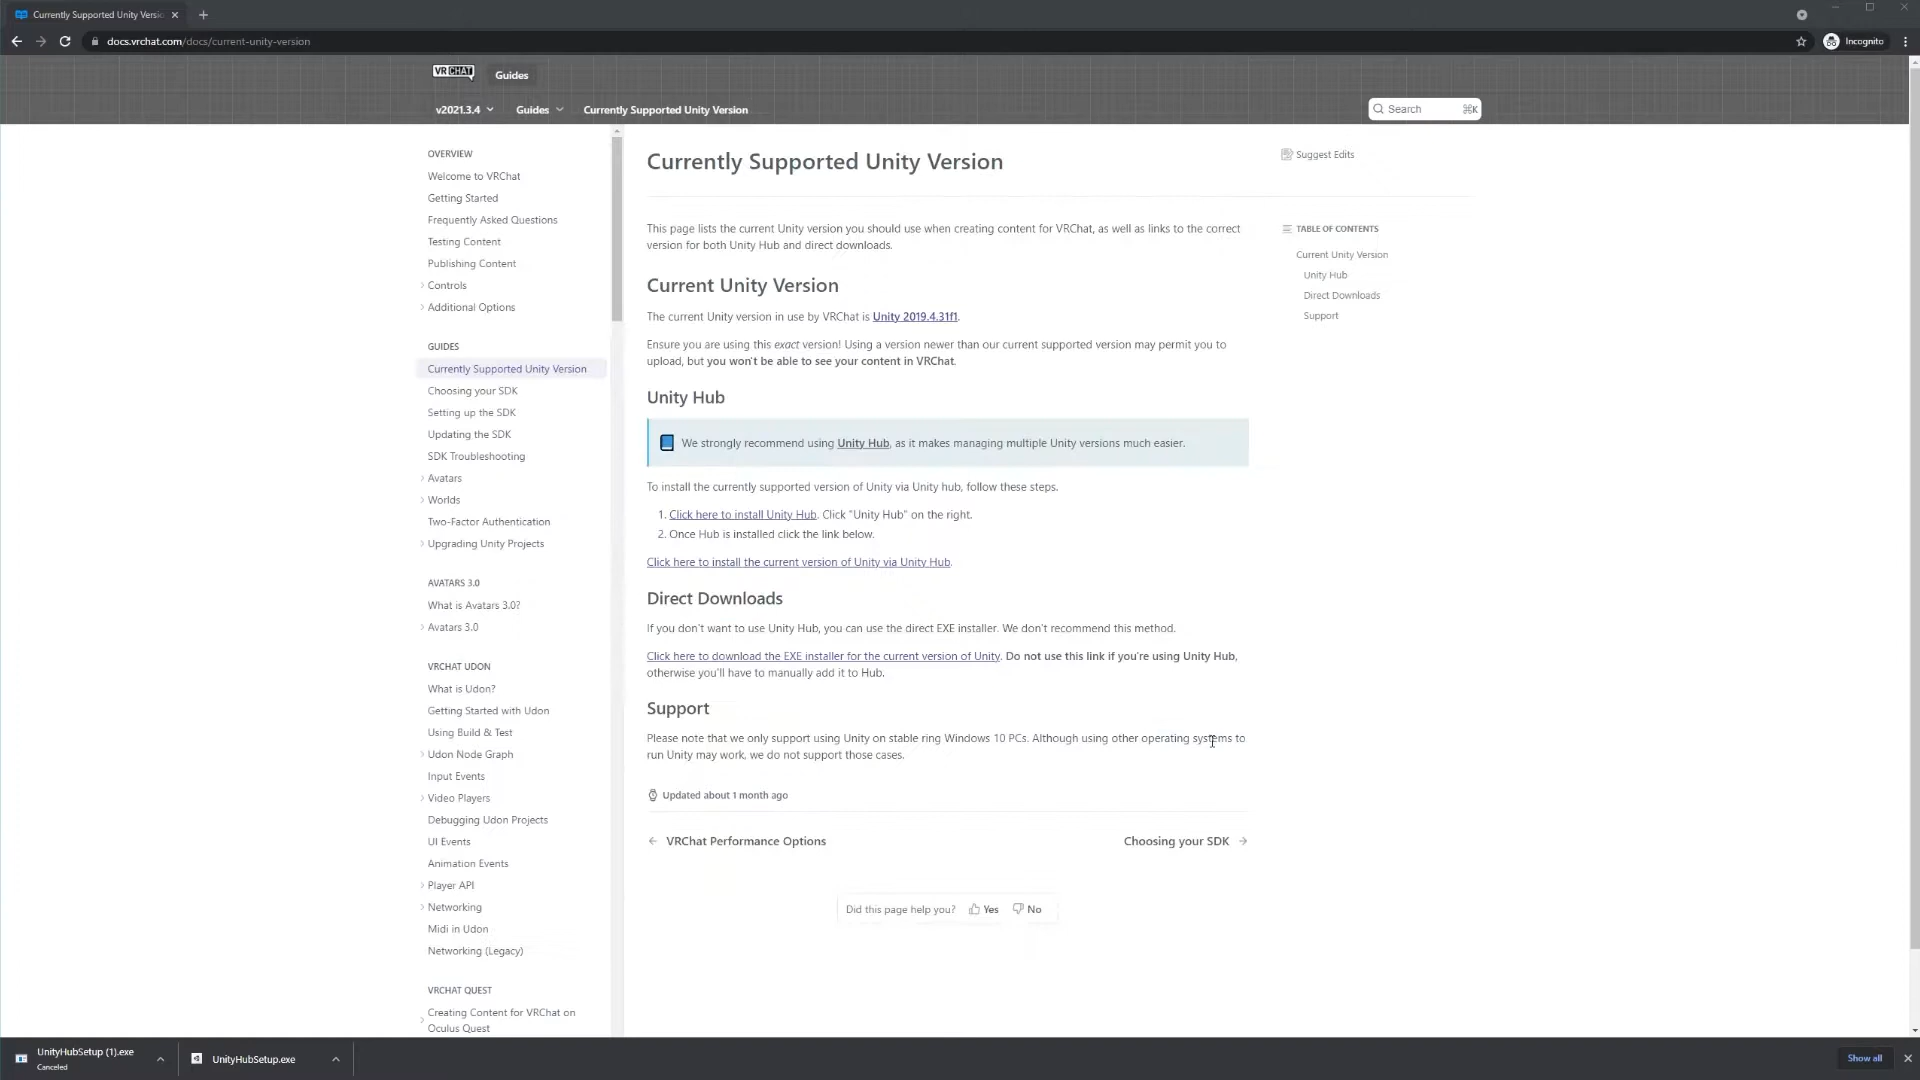 Currently Supported Unity Versio
docs.vrchat.com/docs/current-unity-version
Incognito
VRCHAT
Guides
v2021.3.4
Guides
Currently Supported Unity Version
Search
⌘K
OVERVIEW
Welcome to VRChat
Getting Started
Frequently Asked Questions
Testing Content
Publishing Content
Controls
Additional Options
GUIDES
Currently Supported Unity Version
Choosing your SDK
Setting up the SDK
Updating the SDK
SDK Troubleshooting
Avatars
Worlds
Two-Factor Authentication
Upgrading Unity Projects
AVATARS 3.0
What is Avatars 3.0?
Avatars 3.0
VRCHAT UDON
What is Udon?
Getting Started with Udon
Using Build & Test
Udon Node Graph
Input Events
Video Players
Debugging Udon Projects
UI Events
Animation Events
Player API
Networking
Midi in Udon
Networking (Legacy)
VRCHAT QUEST
Creating Content for VRChat on
Oculus Quest
Currently Supported Unity Version
This page lists the current Unity version you should use when creating content for VRChat, as well as links to the correct
version for both Unity Hub and direct downloads.
Current Unity Version
The current Unity version in use by VRChat is Unity 2019.4.31f1.
Ensure you are using this exact version! Using a version newer than our current supported version may permit you to
upload, but you won't be able to see your content in VRChat.
Unity Hub
We strongly recommend using Unity Hub, as it makes managing multiple Unity versions much easier.
To install the currently supported version of Unity via Unity hub, follow these steps.
1. Click here to install Unity Hub. Click "Unity Hub" on the right.
2. Once Hub is installed click the link below.
Click here to install the current version of Unity via Unity Hub.
Direct Downloads
If you don't want to use Unity Hub, you can use the direct EXE installer. We don't recommend this method.
Click here to download the EXE installer for the current version of Unity. Do not use this link if you're using Unity Hub,
otherwise you'll have to manually add it to Hub.
Support
Please note that we only support using Unity on stable ring Windows 10 PCs. Although using other operating systems to
run Unity may work, we do not support those cases.
Updated about 1 month ago
VRChat Performance Options
Choosing your SDK
Did this page help you?
Yes
No
Suggest Edits
TABLE OF CONTENTS
Current Unity Version
Unity Hub
Direct Downloads
Support
UnityHubSetup (1).exe
Canceled
UnityHubSetup.exe
Show all